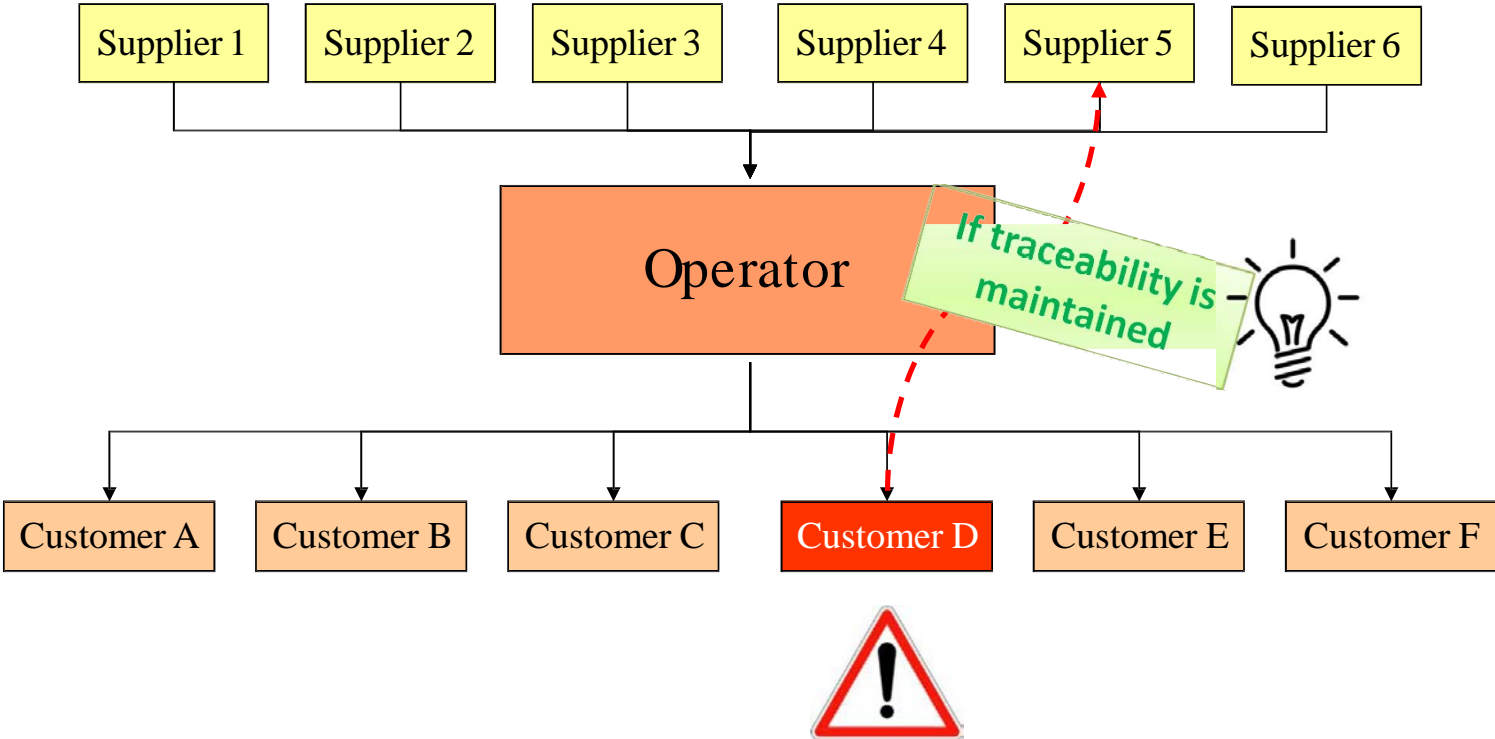 Supplier 1
Supplier 2
Supplier 3
Supplier 4
Supplier 5
Supplier 6
Operator
If traceability is
maintained
Customer A
Customer B
Customer C
Customer D
Customer E
Customer F